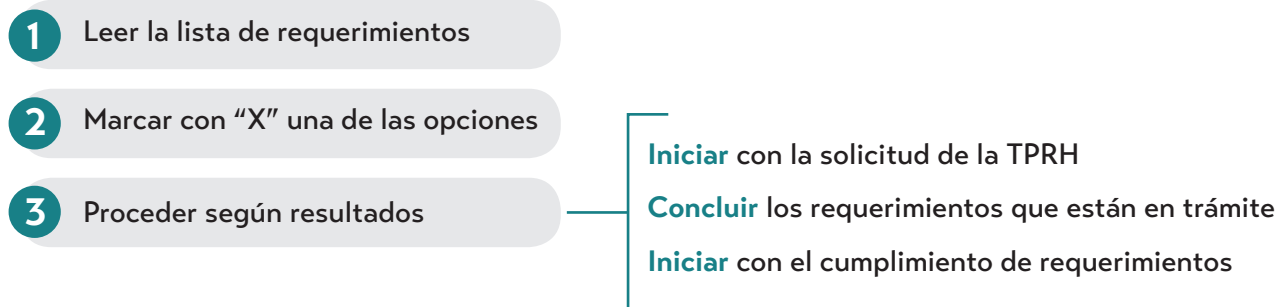 1 Leer la lista de requerimientos
2 Marcar con “X” una de las opciones
3 Proceder según resultados
Iniciar con la solicitud de la TPRH
Concluir los requerimientos que están en trámite
Iniciar con el cumplimiento de requerimientos